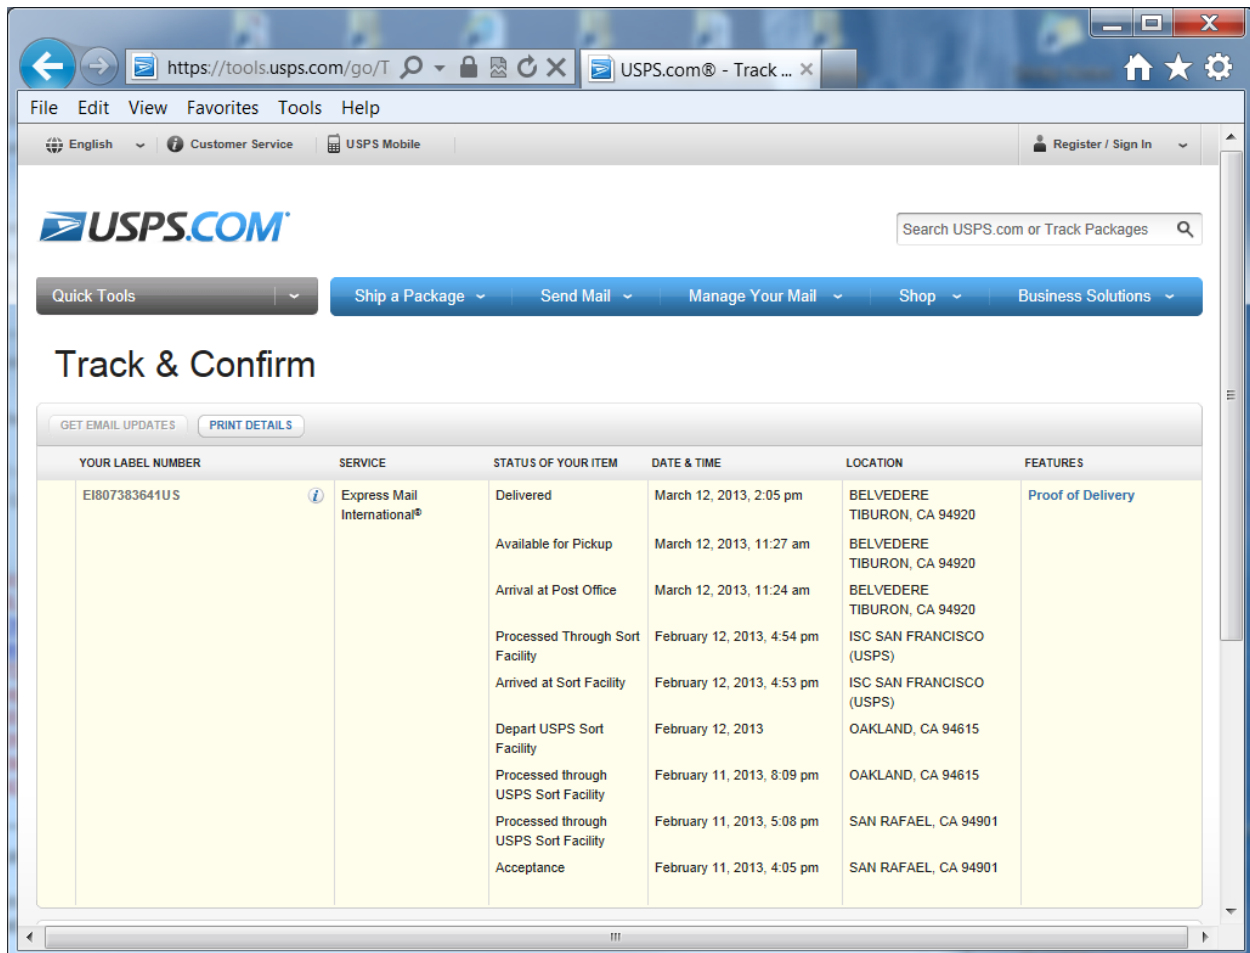 https://tools.usps.com/go/T
USPS.com® - Track ...
File Edit View Favorites Tools Help
English Customer Service USPS Mobile Register / Sign In
USPS.COM
Search USPS.com or Track Packages
Quick Tools Ship a Package Send Mail Manage Your Mail Shop Business Solutions
Track & Confirm
GET EMAIL UPDATES PRINT DETAILS
YOUR LABEL NUMBER SERVICE STATUS OF YOUR ITEM DATE & TIME LOCATION FEATURES
EI807383641US Express Mail Delivered March 12, 2013, 2:05 pm BELVEDERE Proof of Delivery
International® TIBURON, CA 94920
Available for Pickup March 12, 2013, 11:27 am BELVEDERE
TIBURON, CA 94920
Arrival at Post Office March 12, 2013, 11:24 am BELVEDERE
TIBURON, CA 94920
Processed Through Sort February 12, 2013, 4:54 pm ISC SAN FRANCISCO
Facility (USPS)
Arrived at Sort Facility February 12, 2013, 4:53 pm ISC SAN FRANCISCO
(USPS)
Depart USPS Sort February 12, 2013 OAKLAND, CA 94615
Facility
Processed through February 11, 2013, 8:09 pm OAKLAND, CA 94615
USPS Sort Facility
Processed through February 11, 2013, 5:08 pm SAN RAFAEL, CA 94901
USPS Sort Facility
Acceptance February 11, 2013, 4:05 pm SAN RAFAEL, CA 94901